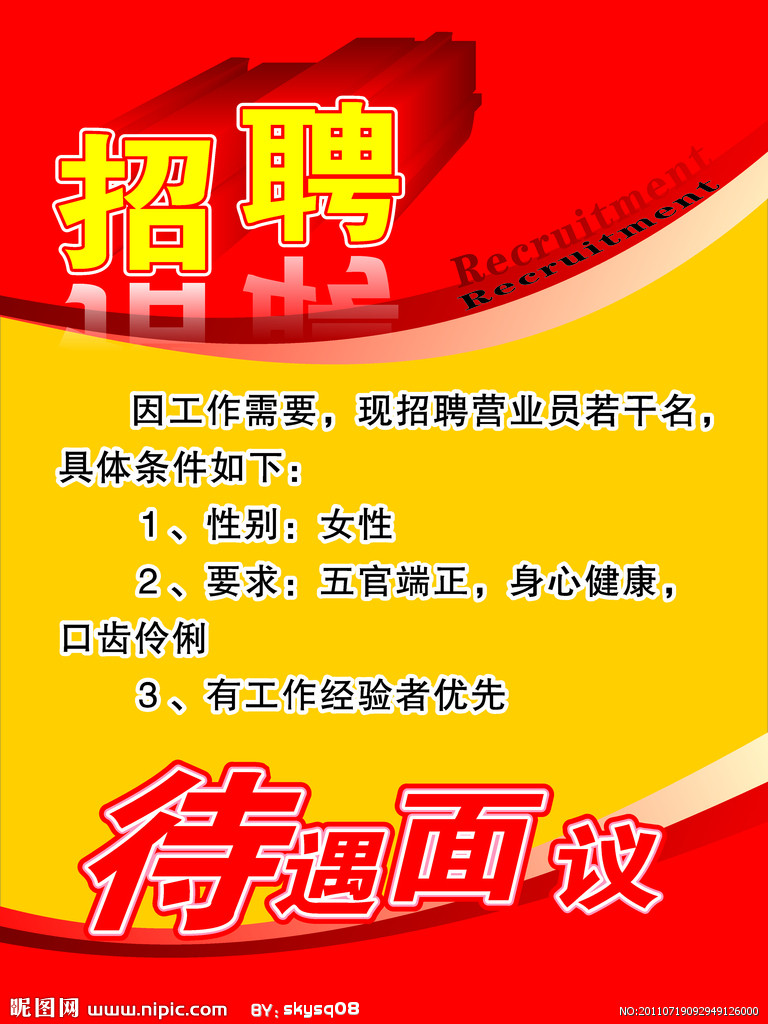 招聘
Recruitment
Recruitment
因工作需要，现招聘营业员若干名，
具体条件如下：
1、性别：女性
2、要求：五官端正，身心健康，
口齿伶俐
3、有工作经验者优先
待遇面议
昵图网 www.nipic.com BY：skysq08 NO:20110719092949126000